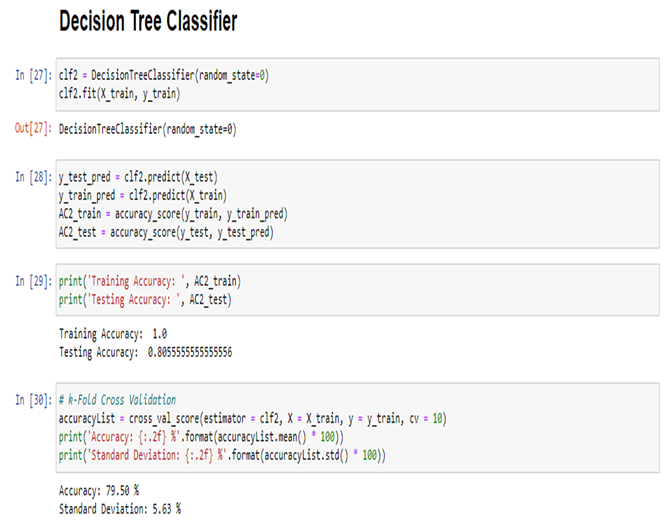 Decision Tree Classifier
In [27]: clf2 = DecisionTreeClassifier(random_state=0)
clf2.fit(X_train, y_train)
Out[27]: DecisionTreeClassifier(random_state=0)
In [28]: y_test_pred = clf2.predict(X_test)
y_train_pred = clf2.predict(X_train)
AC2_train = accuracy_score(y_train, y_train_pred)
AC2_test = accuracy_score(y_test, y_test_pred)
In [29]: print('Training Accuracy: ', AC2_train)
print('Testing Accuracy: ', AC2_test)
Training Accuracy:  1.0
Testing Accuracy:  0.8055555555555556
In [30]: # k-Fold Cross Validation
accuracyList = cross_val_score(estimator = clf2, X = X_train, y = y_train, cv = 10)
print('Accuracy: {:.2f} %'.format(accuracyList.mean() * 100))
print('Standard Deviation: {:.2f} %'.format(accuracyList.std() * 100))
Accuracy: 79.50 %
Standard Deviation: 5.63 %